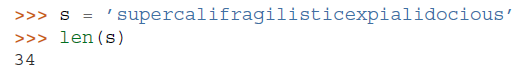 >>> s = ’supercalifragilisticexpialidocious’
>>> len(s)
34